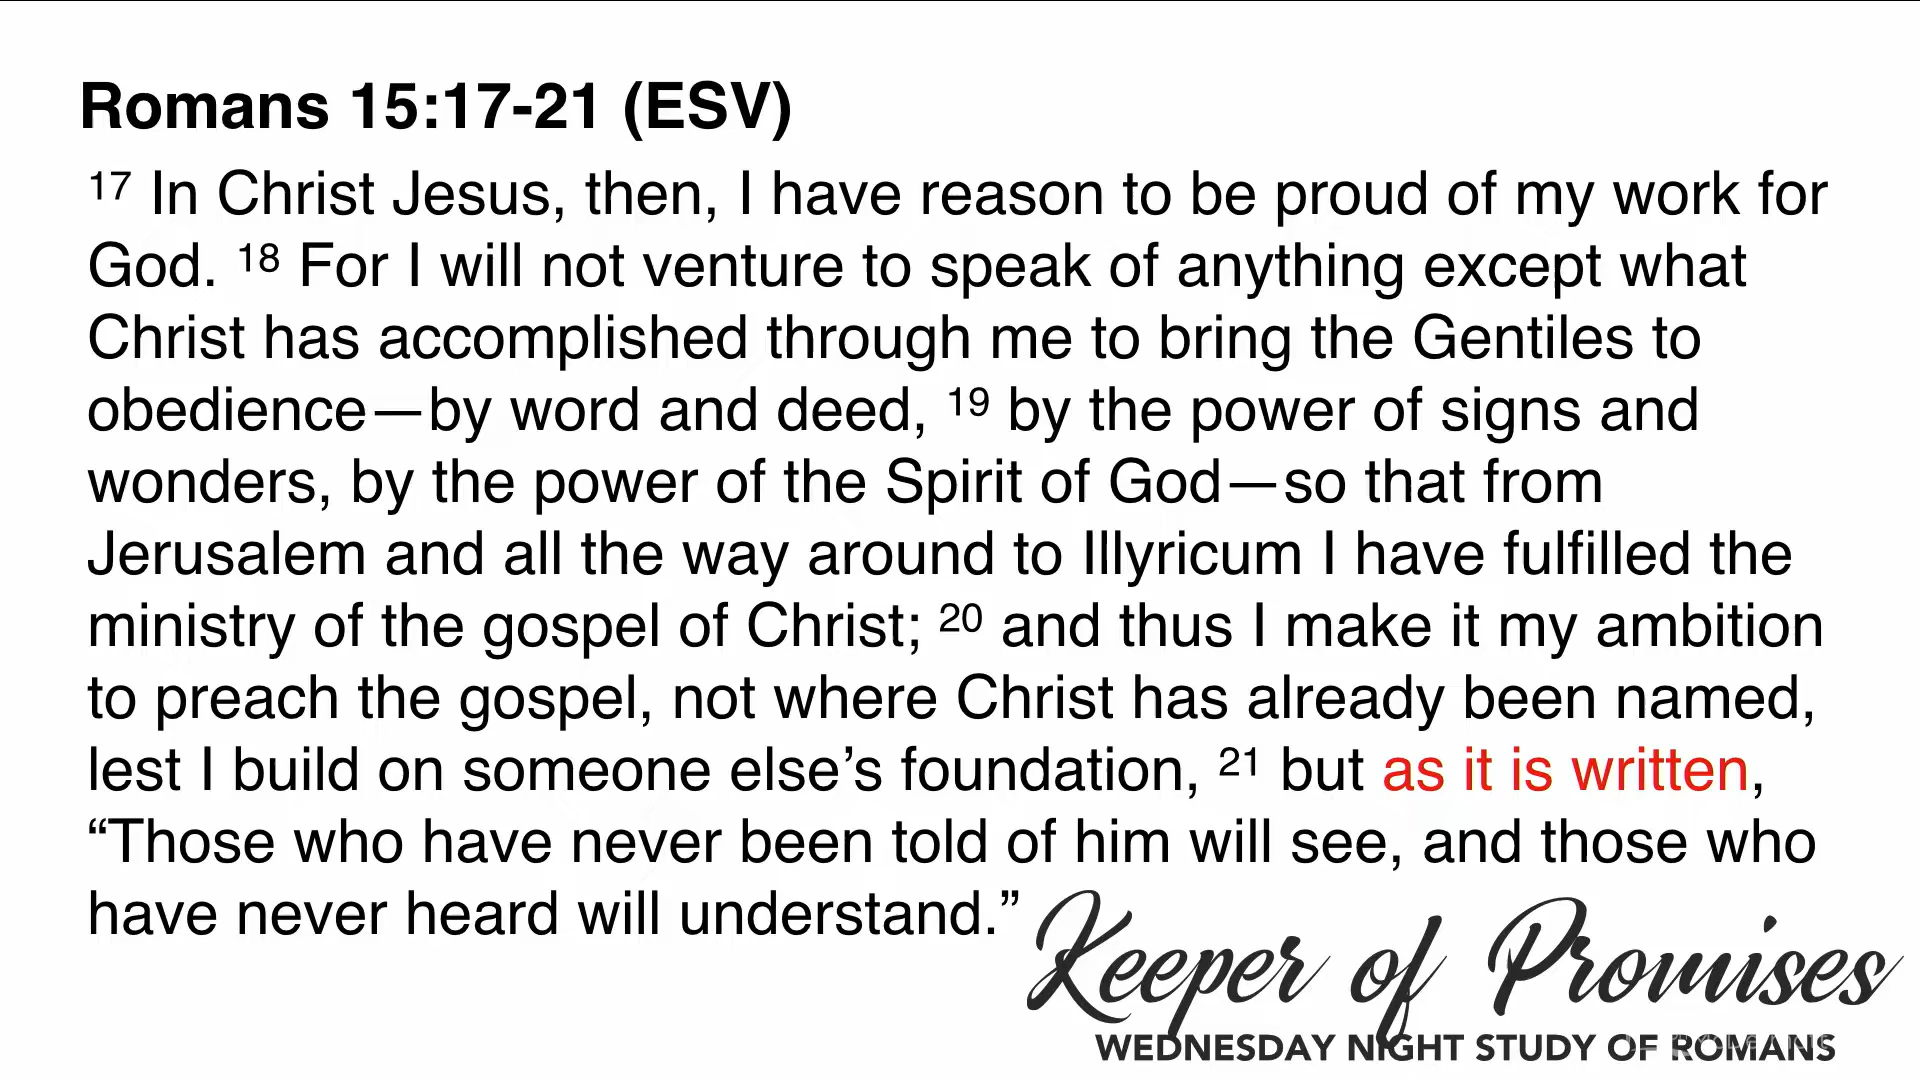 Romans 15:17-21 (ESV)
17 In Christ Jesus, then, I have reason to be proud of my work for
God. 18 For I will not venture to speak of anything except what
Christ has accomplished through me to bring the Gentiles to
obedience—by word and deed, 19 by the power of signs and
wonders, by the power of the Spirit of God—so that from
Jerusalem and all the way around to Illyricum I have fulfilled the
ministry of the gospel of Christ; 20 and thus I make it my ambition
to preach the gospel, not where Christ has already been named,
lest I build on someone else’s foundation, 21 but as it is written,
“Those who have never been told of him will see, and those who
have never heard will understand.”
Keeper of Promises
WEDNESDAY NIGHT STUDY OF ROMANS